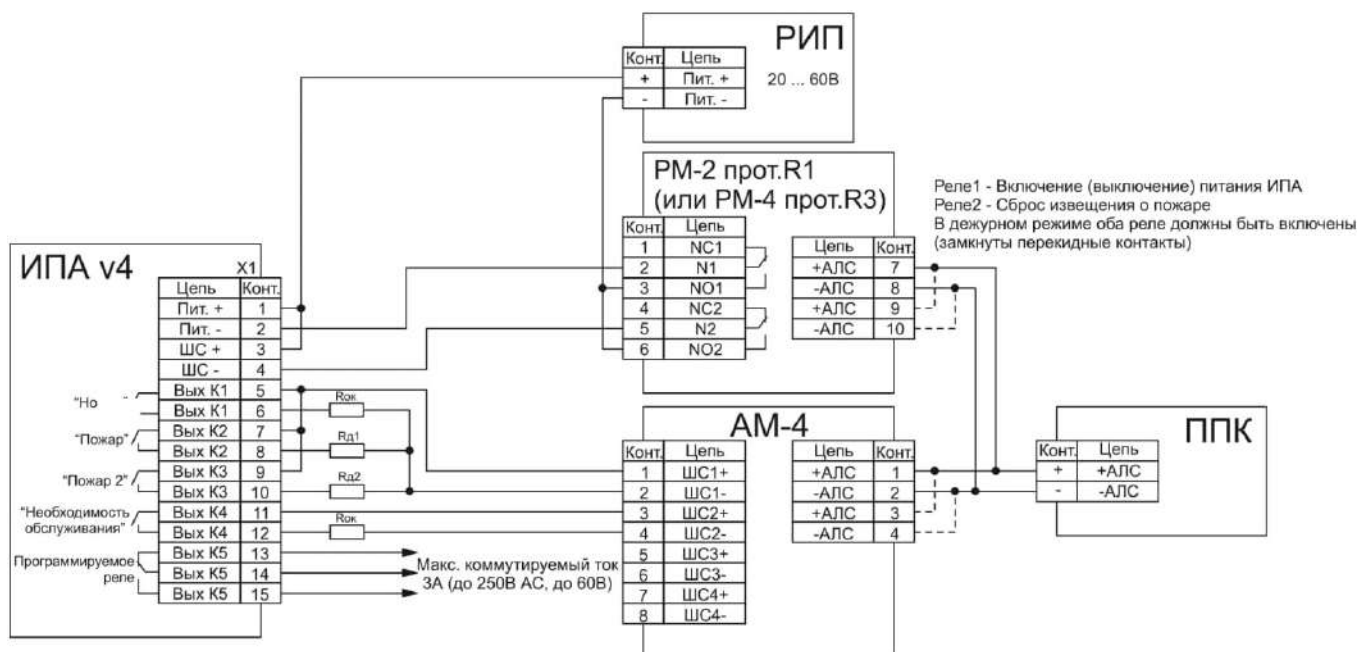 РИП
20 ... 60В
Конт. Цепь
+ Пит. +
- Пит. -
РМ-2 прот.R1
(или РМ-4 прот.R3)
Конт. Цепь
1 NC1
2 N1
3 NO1
4 NC2
5 N2
6 NO2
Цепь Конт.
+АЛС 7
-АЛС 8
+АЛС 9
-АЛС 10
Реле1 - Включение (выключение) питания ИПА
Реле2 - Сброс извещения о пожаре
В дежурном режиме оба реле должны быть включены
(замкнуты перекидные контакты)
ИПА v4
X1
Цепь Конт.
Пит. + 1
Пит. - 2
ШС + 3
ШС - 4
Вых К1 5
Вых К1 6
Вых К2 7
Вых К2 8
Вых К3 9
Вых К3 10
Вых К4 11
Вых К4 12
Вых К5 13
Вых К5 14
Вых К5 15
"Но "
"Пожар"
"Пожар 2"
"Необходимость
обслуживания"
Программируемое
реле
Rок
Rд1
Rд2
Rок
Макс. коммутируемый ток
3А (до 250В АС, до 60В)
АМ-4
Конт. Цепь
1 ШС1+
2 ШС1-
3 ШС2+
4 ШС2-
5 ШС3+
6 ШС3-
7 ШС4+
8 ШС4-
Цепь Конт.
+АЛС 1
-АЛС 2
+АЛС 3
-АЛС 4
ППК
Конт. Цепь
+ +АЛС
- -АЛС